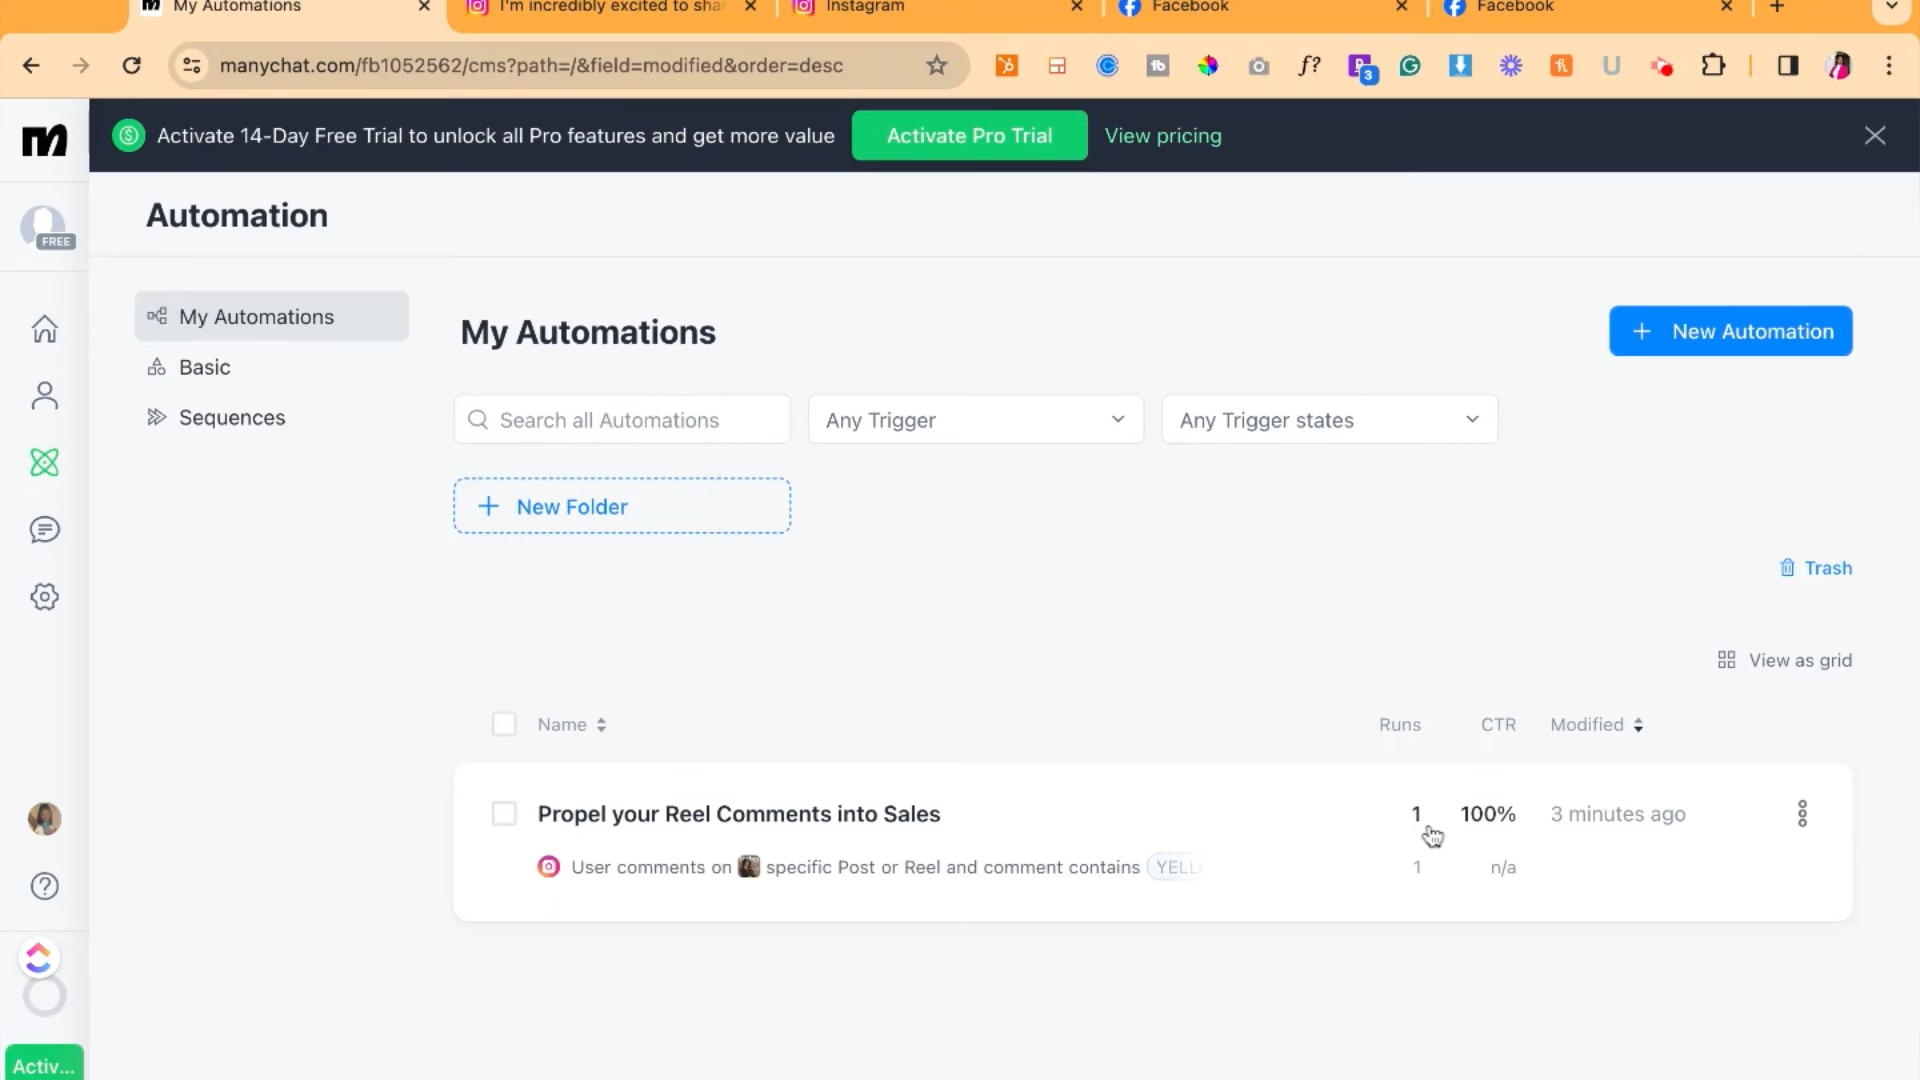 My Automations
I'm incredibly excited to shar
Instagram
Facebook
Facebook
manychat.com/fb1052562/cms?path=/&field=modified&order=desc
3
Activate 14-Day Free Trial to unlock all Pro features and get more value
Activate Pro Trial
View pricing
FREE
Automation
My Automations
Basic
Sequences
My Automations
New Automation
Search all Automations
Any Trigger
Any Trigger states
New Folder
Trash
View as grid
Name
Runs
CTR
Modified
Propel your Reel Comments into Sales
1
100%
3 minutes ago
User comments on specific Post or Reel and comment contains YELL
1
n/a
Activ...